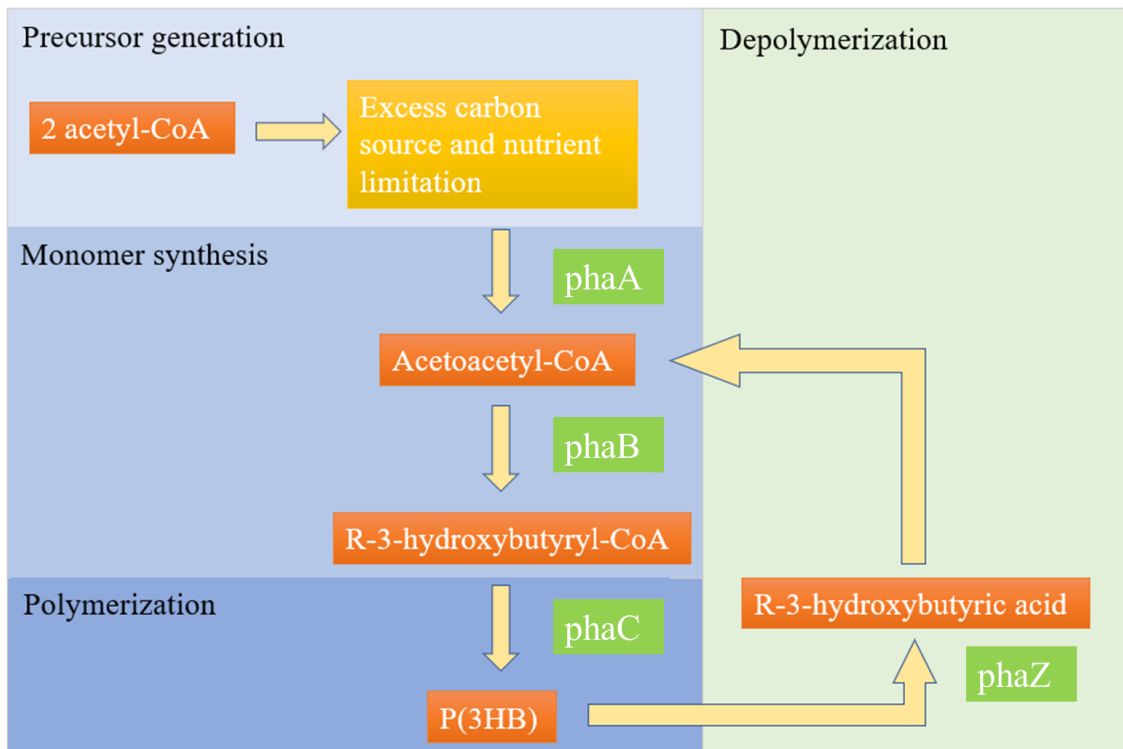 Precursor generation
2 acetyl-CoA
Excess carbon
source and nutrient
limitation
Monomer synthesis
phaA
Acetoacetyl-CoA
phaB
R-3-hydroxybutyryl-CoA
Polymerization
phaC
P(3HB)
Depolymerization
R-3-hydroxybutyric acid
phaZ